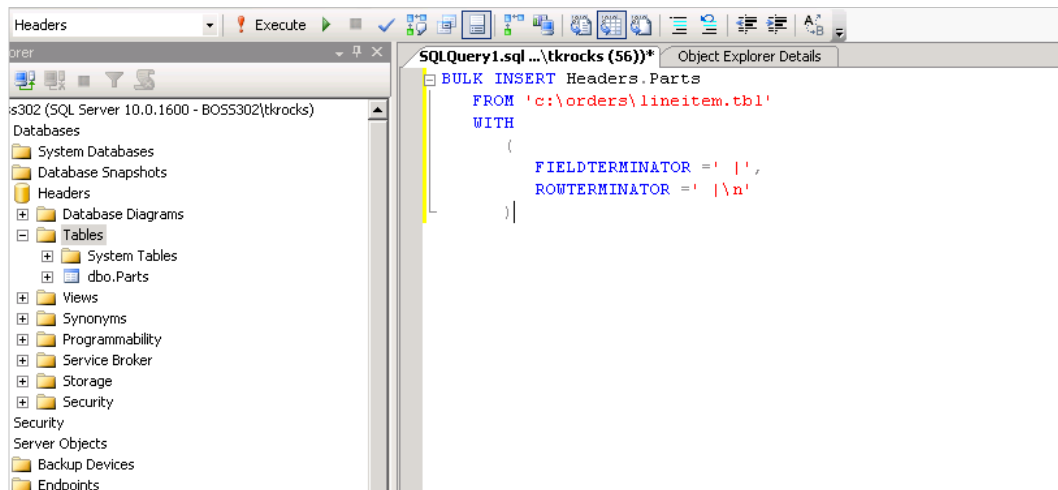 Headers Execute
orer
SQLQuery1.sql ...\tkrocks (56))* Object Explorer Details
ss302 (SQL Server 10.0.1600 - BOSS302\tkrocks)
Databases
System Databases
Database Snapshots
Headers
Database Diagrams
Tables
System Tables
dbo.Parts
Views
Synonyms
Programmability
Service Broker
Storage
Security
Security
Server Objects
Backup Devices
Endpoints
BULK INSERT Headers.Parts
FROM 'c:\orders\lineitem.tbl'
WITH
(
FIELDTERMINATOR =' |',
ROWTERMINATOR =' |\n'
)